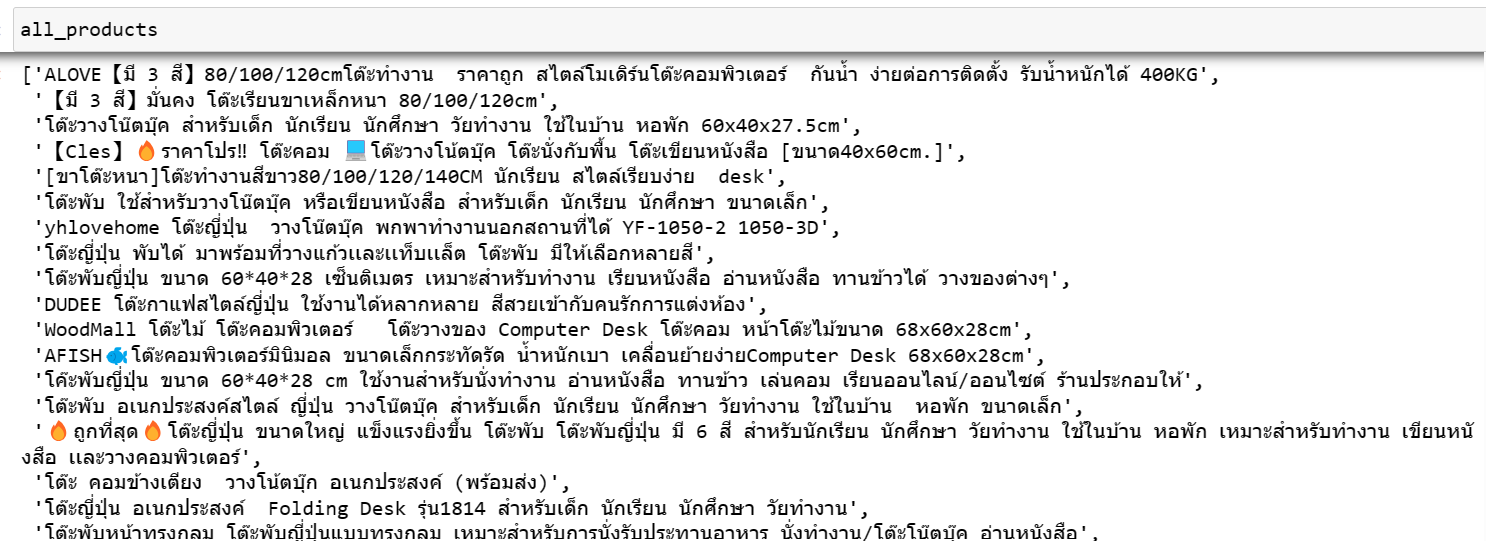 all_products
['ALOVE【มี 3 สี】80/100/120cmโต๊ะทำงาน  ราคาถูก สไตล์โมเดิร์นโต๊ะคอมพิวเตอร์  กันน้ำ ง่ายต่อการติดตั้ง รับน้ำหนักได้ 400KG',
'【มี 3 สี】มั่นคง โต๊ะเรียนขาเหล็กหนา 80/100/120cm',
'โต๊ะวางโน๊ตบุ๊ค สำหรับเด็ก นักเรียน นักศึกษา วัยทำงาน ใช้ในบ้าน หอพัก 60x40x27.5cm',
'【Cles】🔥ราคาโปร‼ โต๊ะคอม 💻โต๊ะวางโน้ตบุ๊ค โต๊ะนั่งกับพื้น โต๊ะเขียนหนังสือ [ขนาด40x60cm.]',
'[ขาโต๊ะหนา]โต๊ะทำงานสีขาว80/100/120/140CM นักเรียน สไตล์เรียบง่าย  desk',
'โต๊ะพับ ใช้สำหรับวางโน๊ตบุ๊ค หรือเขียนหนังสือ สำหรับเด็ก นักเรียน นักศึกษา ขนาดเล็ก',
'yhlovehome โต๊ะญี่ปุ่น  วางโน๊ตบุ๊ค พกพาทำงานนอกสถานที่ได้ YF-1050-2 1050-3D',
'โต๊ะญี่ปุ่น พับได้ มาพร้อมที่วางแก้วและแท็บแล็ต โต๊ะพับ มีให้เลือกหลายสี',
'โต๊ะพับญี่ปุ่น ขนาด 60*40*28 เซ็นติเมตร เหมาะสำหรับทำงาน เรียนหนังสือ อ่านหนังสือ ทานข้าวได้ วางของต่างๆ',
'DUDEE โต๊ะกาแฟสไตล์ญี่ปุ่น ใช้งานได้หลากหลาย สีสวยเข้ากับคนรักการแต่งห้อง',
'WoodMall โต๊ะไม้ โต๊ะคอมพิวเตอร์   โต๊ะวางของ Computer Desk โต๊ะคอม หน้าโต๊ะไม้ขนาด 68x60x28cm',
'AFISH🐟โต๊ะคอมพิวเตอร์มินิมอล ขนาดเล็กกระทัดรัด น้ำหนักเบา เคลื่อนย้ายง่ายComputer Desk 68x60x28cm',
'โค๊ะพับญี่ปุ่น ขนาด 60*40*28 cm ใช้งานสำหรับนั่งทำงาน อ่านหนังสือ ทานข้าว เล่นคอม เรียนออนไลน์/ออนไซต์ ร้านประกอบให้',
'โต๊ะพับ อเนกประสงค์สไตล์ ญี่ปุ่น วางโน๊ตบุ๊ค สำหรับเด็ก นักเรียน นักศึกษา วัยทำงาน ใช้ในบ้าน  หอพัก ขนาดเล็ก',
'🔥ถูกที่สุด🔥โต๊ะญี่ปุ่น ขนาดใหญ่ แข็งแรงยิ่งขึ้น โต๊ะพับ โต๊ะพับญี่ปุ่น มี 6 สี สำหรับนักเรียน นักศึกษา วัยทำงาน ใช้ในบ้าน หอพัก เหมาะสำหรับทำงาน เขียนหนั
งสือ และวางคอมพิวเตอร์',
'โต๊ะ คอมข้างเตียง  วางโน้ตบุ๊ก อเนกประสงค์ (พร้อมส่ง)',
'โต๊ะญี่ปุ่น อเนกประสงค์  Folding Desk รุ่น1814 สำหรับเด็ก นักเรียน นักศึกษา วัยทำงาน',
'โต๊ะพับหน้าทรงกลม โต๊ะพับญี่ปุ่นแบบทรงกลม เหมาะสำหรับการนั่งรับประทานอาหาร นั่งทำงาน/โต๊ะโน๊ตบุ๊ค อ่านหนังสือ',